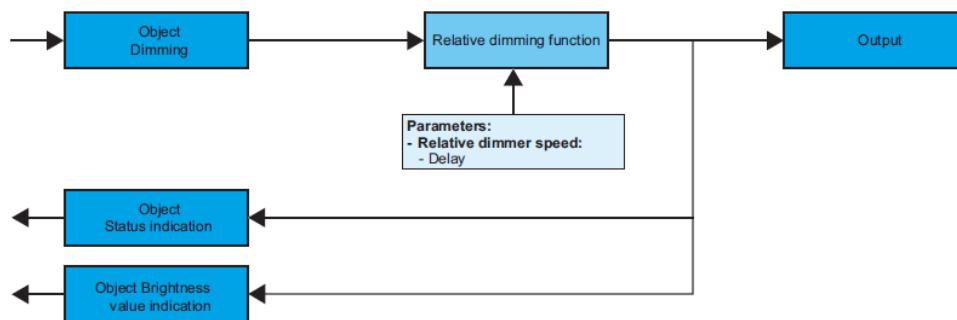 Object
Dimming
Relative dimming function
Output
Parameters:
- Relative dimmer speed:
- Delay
Object
Status indication
Object Brightness
value indication